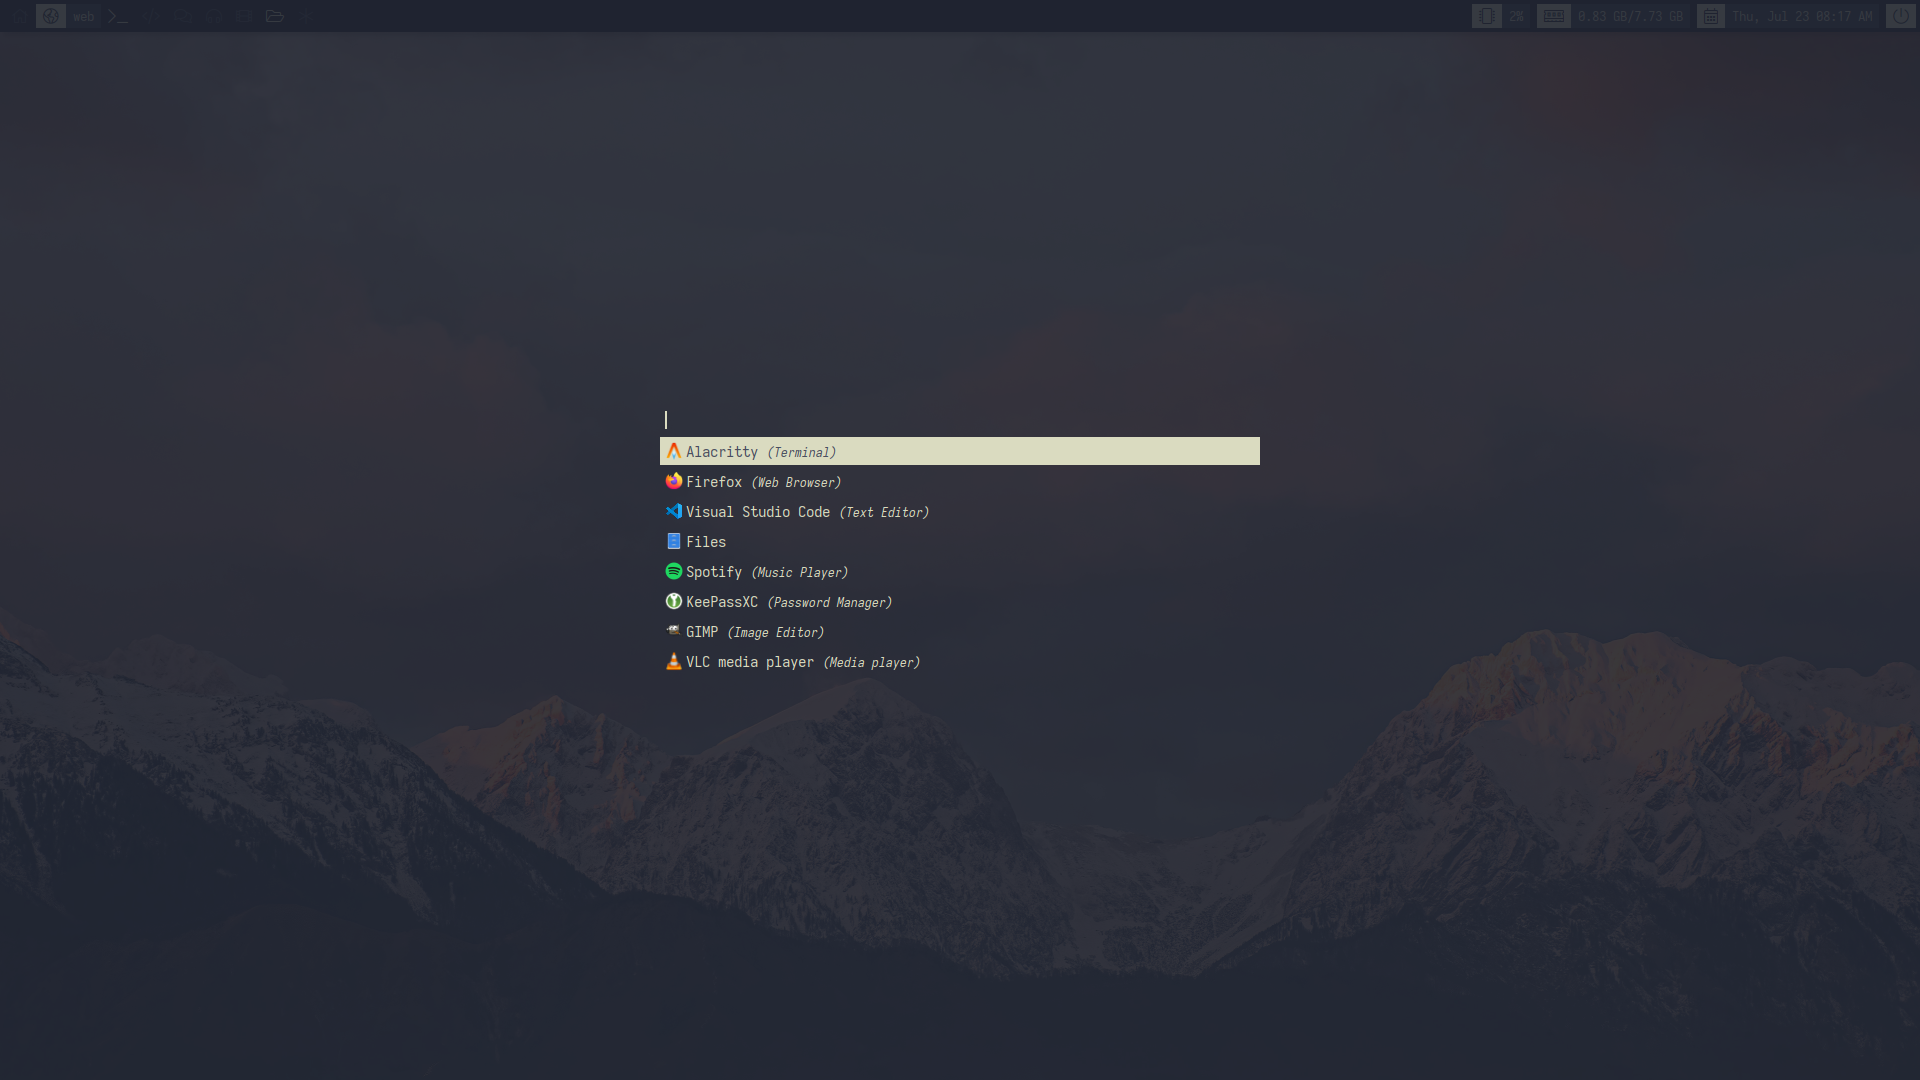 web
2%
0.83 GB/7.73 GB
Thu, Jul 23 08:17 AM
Alacritty (Terminal)
Firefox (Web Browser)
Visual Studio Code (Text Editor)
Files
Spotify (Music Player)
KeePassXC (Password Manager)
GIMP (Image Editor)
VLC media player (Media player)